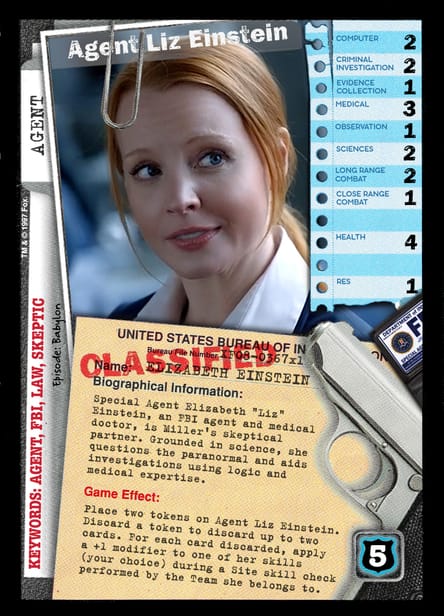 Agent Liz Einstein
AGENT
TM & © 1997 Fox.
KEYWORDS: AGENT, FBI, LAW, SKEPTIC
Episode: Babylon
COMPUTER 2
CRIMINAL
INVESTIGATION 2
EVIDENCE
COLLECTION 1
MEDICAL 3
OBSERVATION 1
SCIENCES 2
LONG RANGE
COMBAT 2
CLOSE RANGE
COMBAT 1
HEALTH 4
RES 1
UNITED STATES BUREAU OF IN
Bureau File Number XF08-0367x1
CLASSIFIED
Name: ELIZABETH EINSTEIN
Biographical Information:
Special Agent Elizabeth "Liz"
Einstein, an FBI agent and medical
doctor, is Miller's skeptical
partner. Grounded in science, she
questions the paranormal and aids
investigations using logic and
medical expertise.
Game Effect:
Place two tokens on Agent Liz Einstein.
Discard a token to discard up to two
cards. For each card discarded, apply
a +1 modifier to one of her skills
(your choice) during a Site skill check
performed by the Team she belongs to.
5